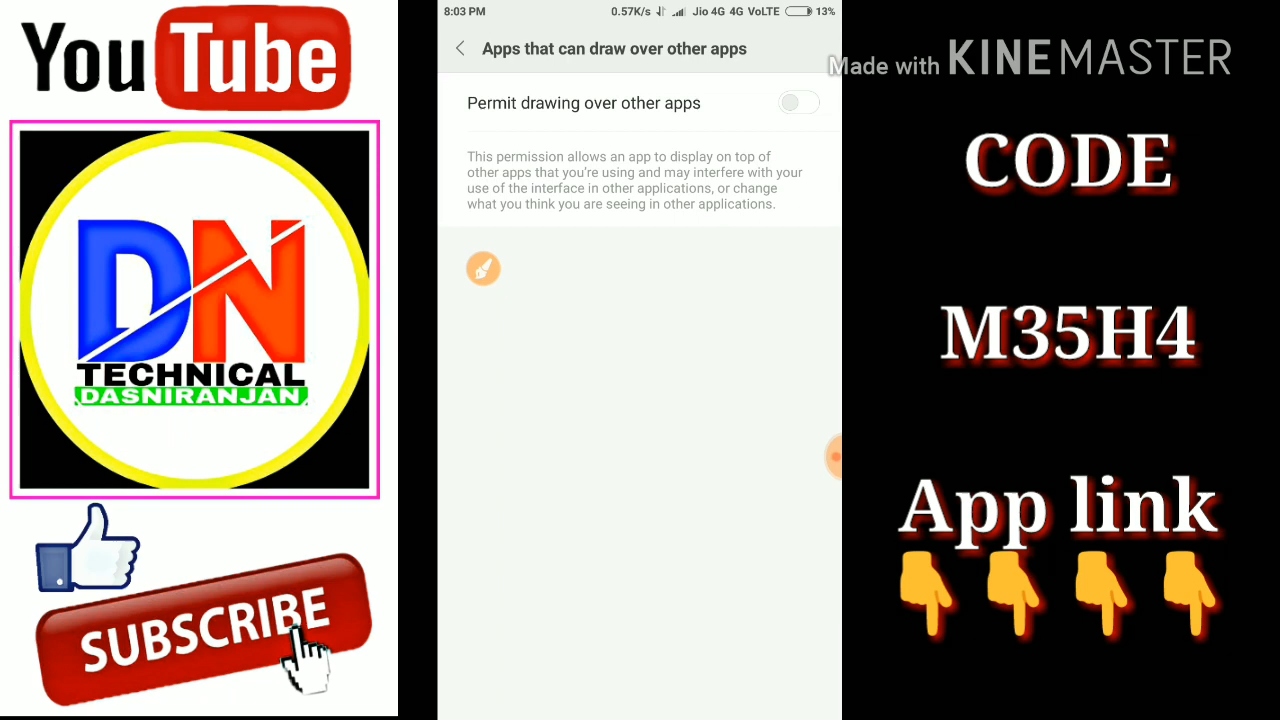 YouTube
DN
TECHNICAL
DASNIRANJAN
SUBSCRIBE
8:03 PM 0.57K/s Jio 4G 4G VoLTE 13%
Apps that can draw over other apps
Permit drawing over other apps
This permission allows an app to display on top of
other apps that you're using and may interfere with your
use of the interface in other applications, or change
what you think you are seeing in other applications.
Made with KINEMASTER
CODE
M35H4
App link